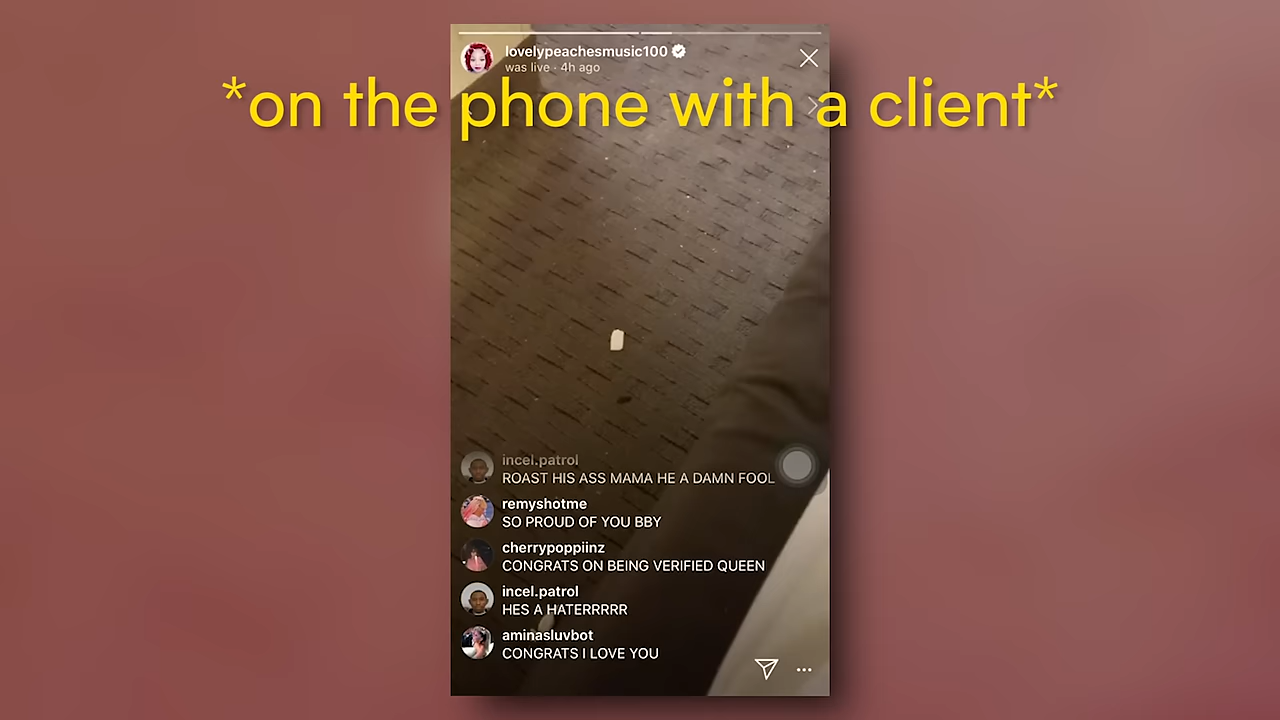 lovelypeachesmusic100
was live · 4h ago
*on the phone with a client*
incel.patrol
ROAST HIS ASS MAMA HE A DAMN FOOL
remyshotme
SO PROUD OF YOU BBY
cherrypoppiinz
CONGRATS ON BEING VERIFIED QUEEN
incel.patrol
HES A HATERRRRR
aminasluvbot
CONGRATS I LOVE YOU